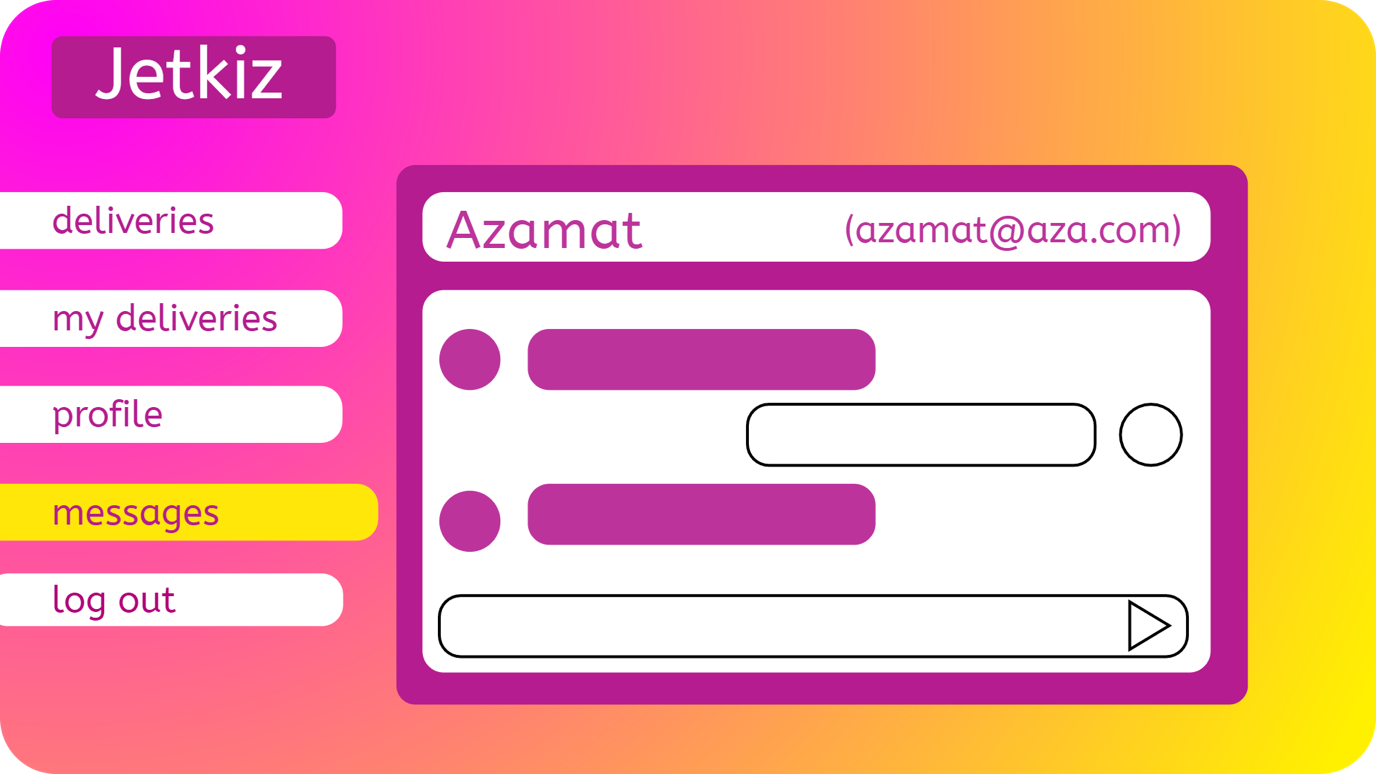 Jetkiz
deliveries
my deliveries
profile
messages
log out
Azamat
(azamat@aza.com)